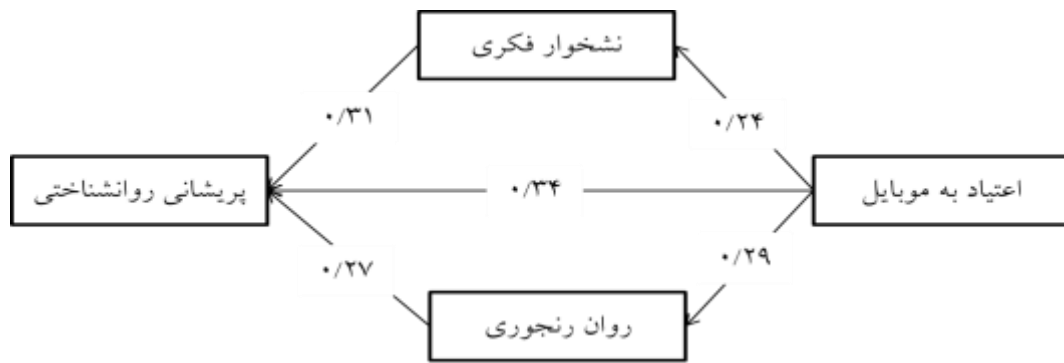 نشخوار فکری
۰/۳۱
۰/۲۴
اعتیاد به موبایل
۰/۳۴
پریشانی روانشناختی
۰/۲۹
۰/۲۷
روان رنجوری